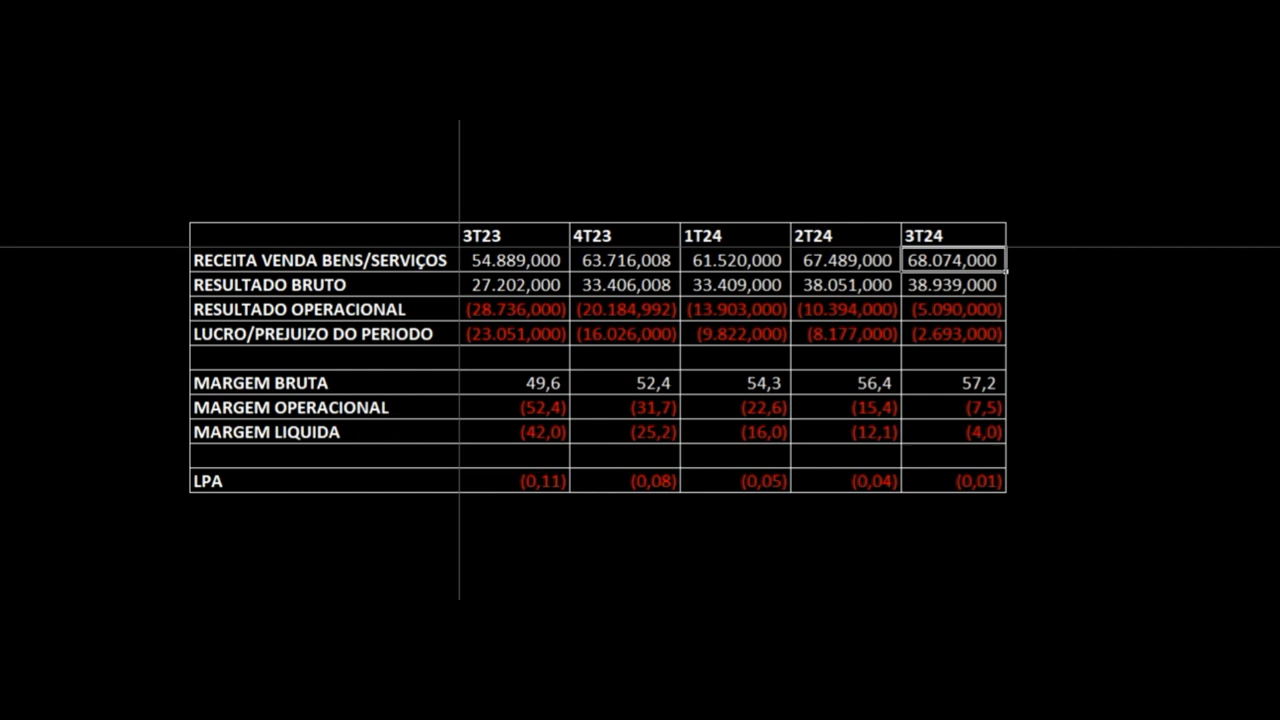 3T23 4T23 1T24 2T24 3T24
RECEITA VENDA BENS/SERVIÇOS 54.889,000 63.716,008 61.520,000 67.489,000 68.074,000
RESULTADO BRUTO 27.202,000 33.406,008 33.409,000 38.051,000 38.939,000
RESULTADO OPERACIONAL (28.736,000) (20.184,992) (13.903,000) (10.394,000) (5.090,000)
LUCRO/PREJUIZO DO PERIODO (23.051,000) (16.026,000) (9.822,000) (8.177,000) (2.693,000)
MARGEM BRUTA 49,6 52,4 54,3 56,4 57,2
MARGEM OPERACIONAL (52,4) (31,7) (22,6) (15,4) (7,5)
MARGEM LIQUIDA (42,0) (25,2) (16,0) (12,1) (4,0)
LPA (0,11) (0,08) (0,05) (0,04) (0,01)